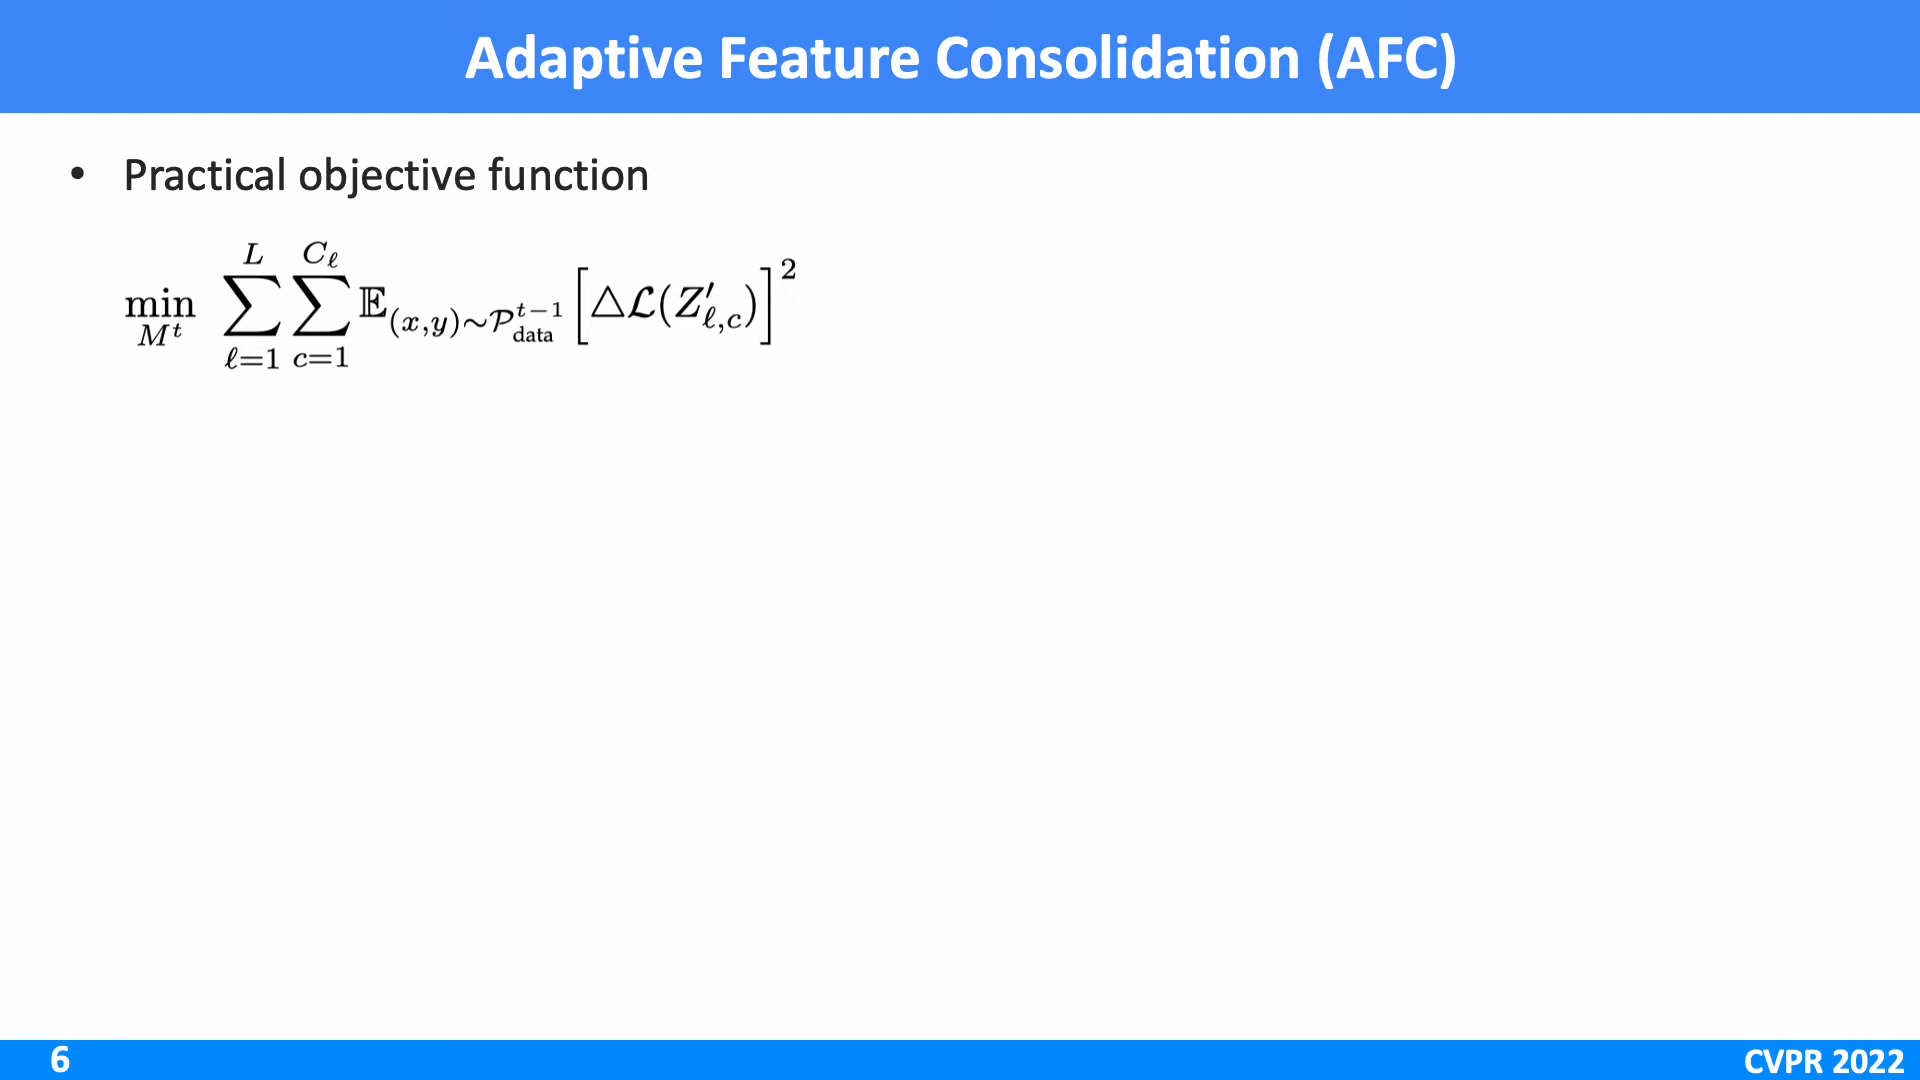 Adaptive Feature Consolidation (AFC)
• Practical objective function
$\min_{M^t} \sum_{\ell=1}^{L} \sum_{c=1}^{C_\ell} \mathbb{E}_{(x,y)\sim\mathcal{P}_{\text{data}}^{t-1}} \left[ \triangle\mathcal{L}(Z'_{\ell,c}) \right]^2$
6
CVPR 2022